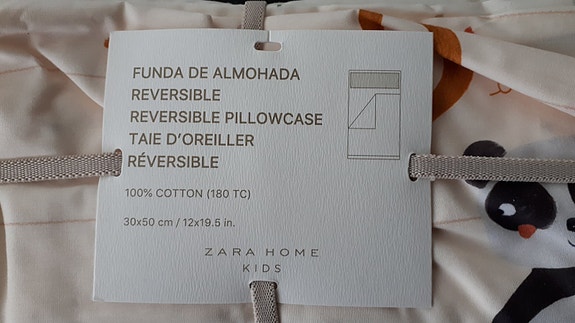 FUNDA DE ALMOHADA
REVERSIBLE
REVERSIBLE PILLOWCASE
TAIE D'OREILLER
RÉVERSIBLE
100% COTTON (180 TC)
30x50 cm / 12x19.5 in.
ZARA HOME
KIDS